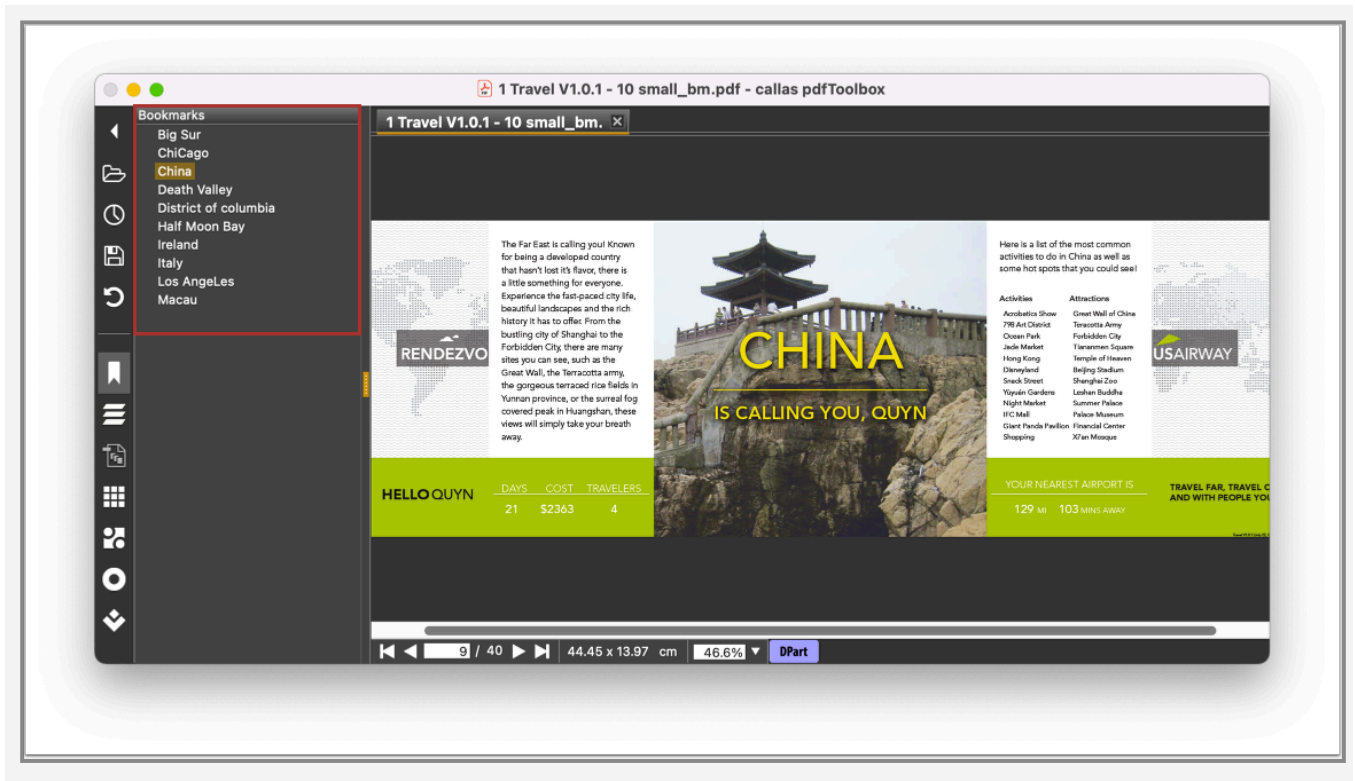 1 Travel V1.0.1 - 10 small_bm.pdf - callas pdfToolbox
Bookmarks
Big Sur
ChiCago
China
Death Valley
District of columbia
Half Moon Bay
Ireland
Italy
Los AngeLes
Macau
1 Travel V1.0.1 - 10 small_bm.
The Far East is calling you! Known
for being a developed country
that hasn't lost it's flavor, there is
a little something for everyone.
Experience the fast-paced city life,
beautiful landscapes and the rich
history it has to offer. From the
bustling city of Shanghai to the
Forbidden City, there are many
sites you can see, such as the
Great Wall, the Terracotta army,
the gorgeous terraced rice fields in
Yunnan province, or the surreal fog
covered peak in Huangshan, these
views will simply take your breath
away.
RENDEZVO
CHINA
IS CALLING YOU, QUYN
Here is a list of the most common
activities to do in China as well as
some hot spots that you could see!
Activities Attractions
Acrobatics Show Great Wall of China
798 Art District Teracotta Army
Ocean Park Forbidden City
Jade Market Tiananmen Square
Hong Kong Temple of Heaven
Disneyland Beijing Stadium
Snack Street Shanghai Zoo
Yuyuan Gardens Leshan Buddha
Night Market Summer Palace
IFC Mall Palace Museum
Giant Panda Pavilion Financial Center
Shopping Xi'an Mosque
USAIRWAY
HELLO QUYN
DAYS COST TRAVELERS
21 $2363 4
YOUR NEAREST AIRPORT IS
129 MI 103 MINS AWAY
TRAVEL FAR, TRAVEL C
AND WITH PEOPLE YOU
9 / 40 44.45 x 13.97 cm 46.6% DPart